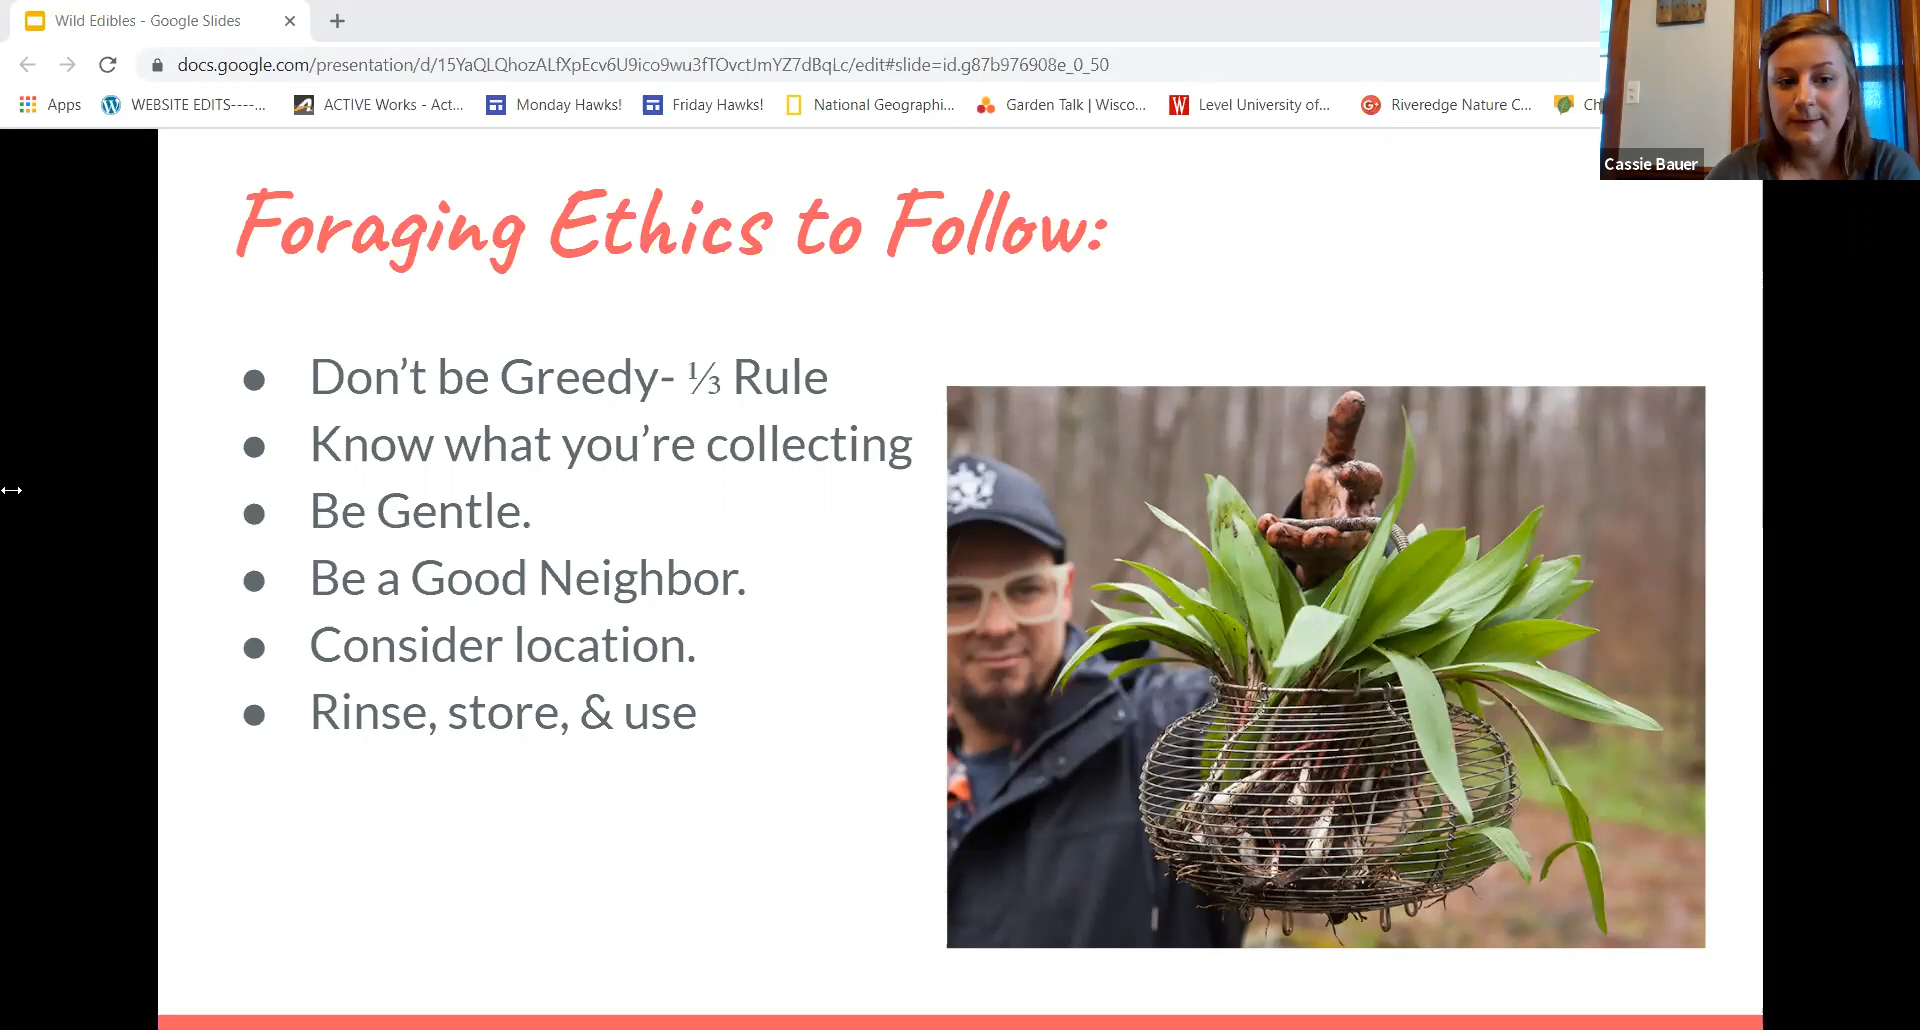 Wild Edibles - Google Slides
docs.google.com/presentation/d/15YaQLQhozALfXpEcv6U9ico9wu3fTOvctJmYZ7dBqLc/edit#slide=id.g87b976908e_0_50
Apps WEBSITE EDITS----... ACTIVE Works - Act... Monday Hawks! Friday Hawks! National Geographi... Garden Talk | Wisco... Level University of... Riveredge Nature C... Ch
Cassie Bauer
Foraging Ethics to Follow:
● Don’t be Greedy- ⅓ Rule
● Know what you’re collecting
● Be Gentle.
● Be a Good Neighbor.
● Consider location.
● Rinse, store, & use